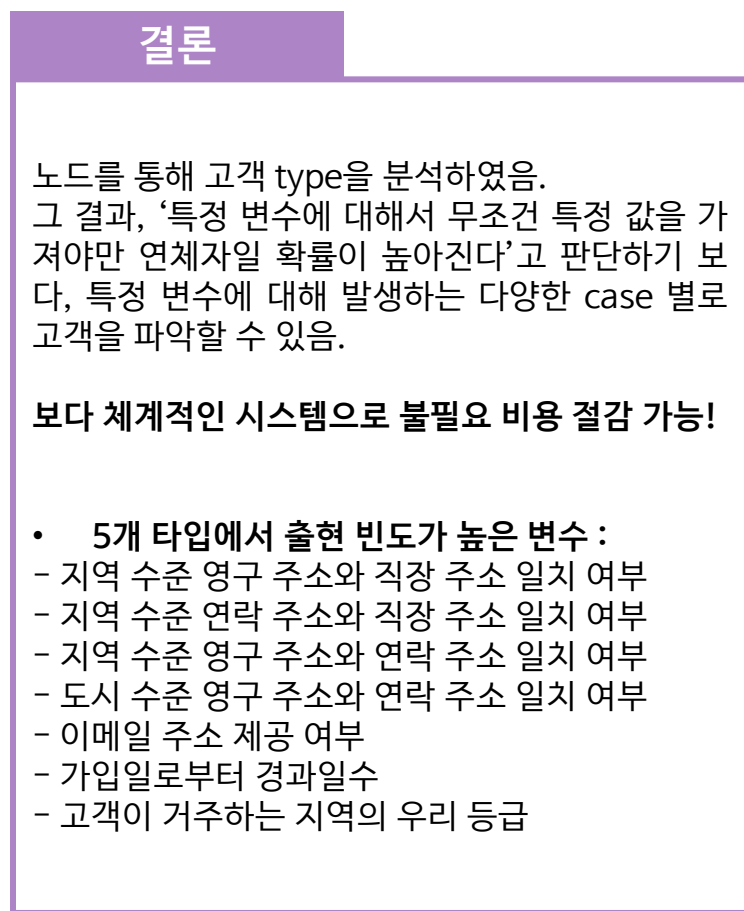 결론
노드를 통해 고객 type을 분석하였음.
그 결과, ‘특정 변수에 대해서 무조건 특정 값을 가
져야만 연체자일 확률이 높아진다’고 판단하기 보
다, 특정 변수에 대해 발생하는 다양한 case 별로
고객을 파악할 수 있음.
보다 체계적인 시스템으로 불필요 비용 절감 가능!
• 5개 타입에서 출현 빈도가 높은 변수 :
- 지역 수준 영구 주소와 직장 주소 일치 여부
- 지역 수준 연락 주소와 직장 주소 일치 여부
- 지역 수준 영구 주소와 연락 주소 일치 여부
- 도시 수준 영구 주소와 연락 주소 일치 여부
- 이메일 주소 제공 여부
- 가입일로부터 경과일수
- 고객이 거주하는 지역의 우리 등급